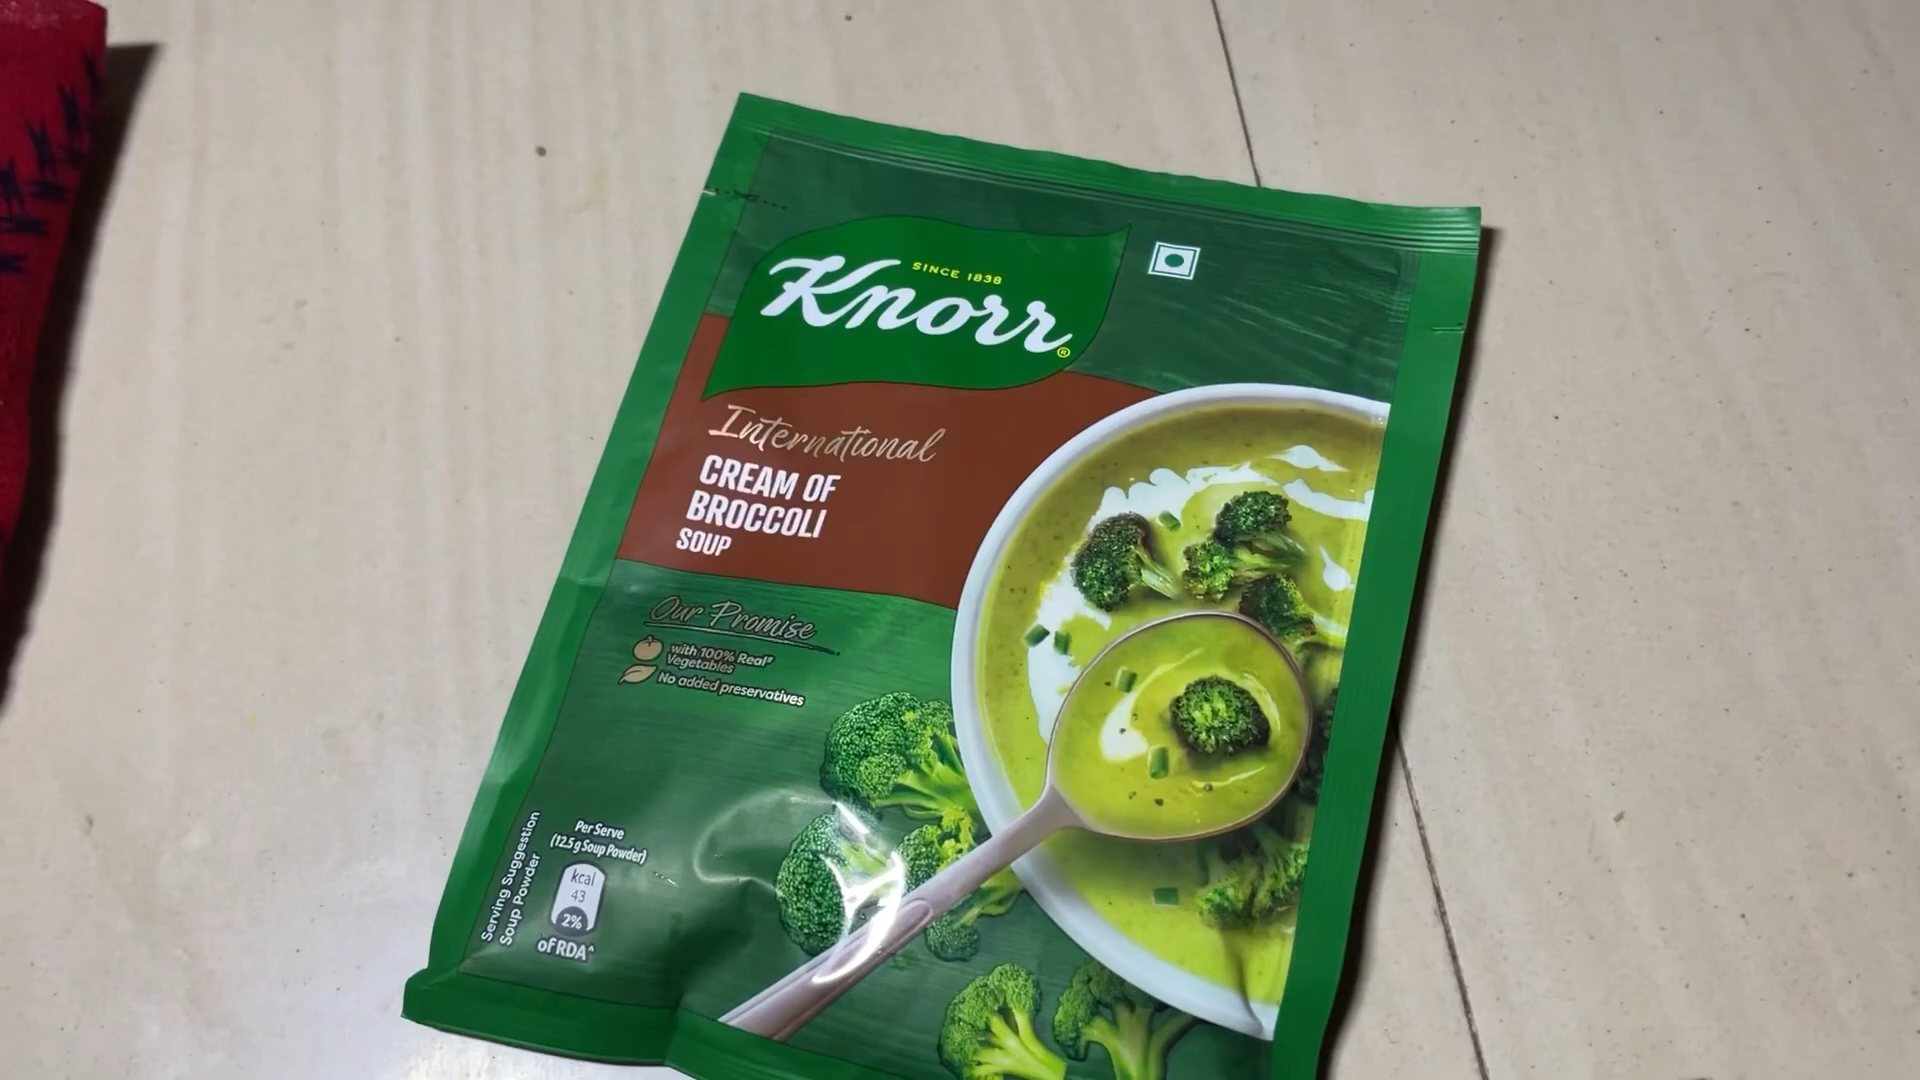 SINCE 1838
Knorr®
International
CREAM OF
BROCCOLI
SOUP
Our Promise
with 100% Real#
Vegetables
No added preservatives
Per Serve
(12.5 g Soup Powder)
kcal
43
2%
of RDA^
Serving Suggestion
Soup Powder